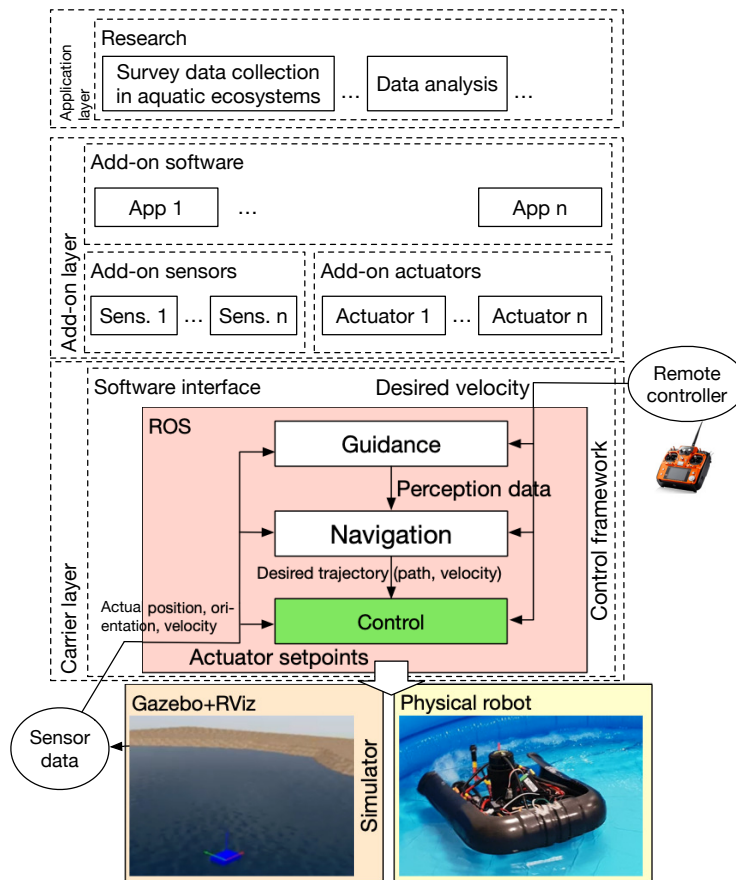 Research
Application
layer
Survey data collection
in aquatic ecosystems
...
Data analysis
...
Add-on layer
Add-on software
App 1
...
App n
Add-on sensors
Sens. 1
...
Sens. n
Add-on actuators
Actuator 1
...
Actuator n
Carrier layer
Software interface
Desired velocity
Remote
controller
ROS
Guidance
Perception data
Navigation
Desired trajectory (path, velocity)
Control framework
Actual position, ori-
entation, velocity
Control
Actuator setpoints
Sensor
data
Gazebo+RViz
Simulator
Physical robot